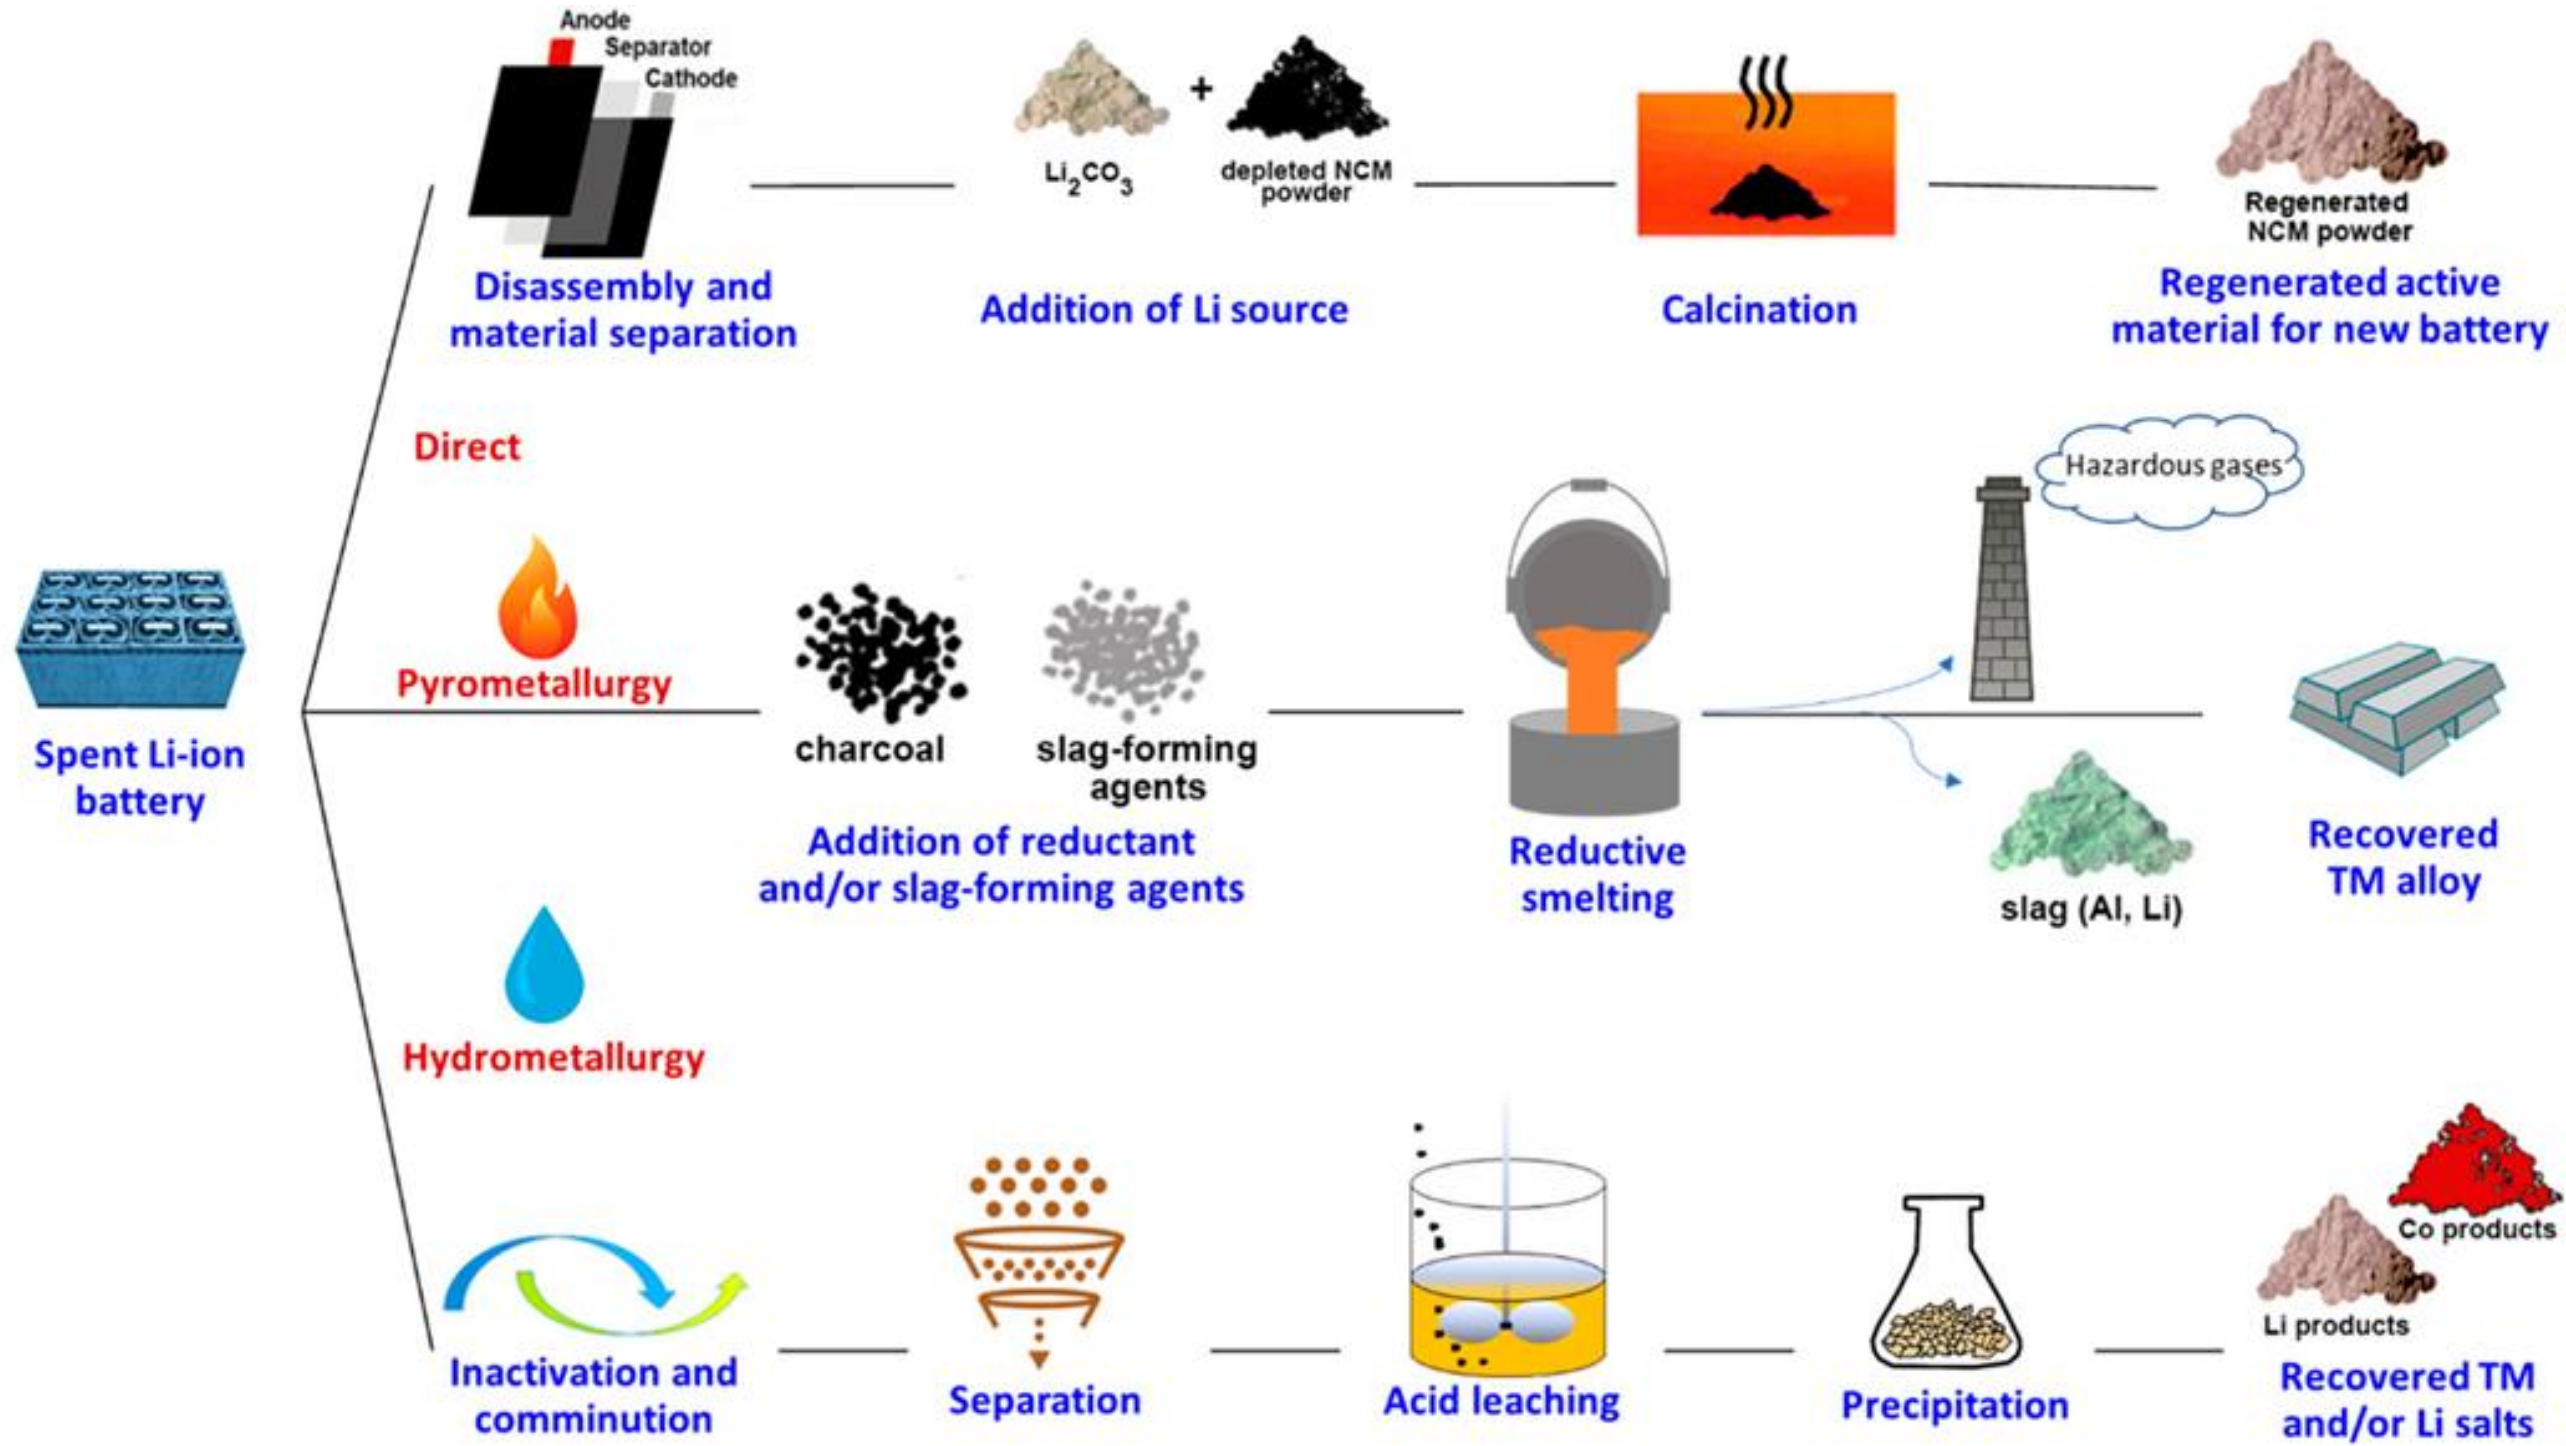 Anode
Separator
Cathode
Disassembly and
material separation
+
Li₂CO₃
depleted NCM
powder
Addition of Li source
Calcination
Regenerated
NCM powder
Regenerated active
material for new battery
Direct
Spent Li-ion
battery
Pyrometallurgy
charcoal
slag-forming
agents
Addition of reductant
and/or slag-forming agents
Reductive
smelting
Hazardous gases
slag (Al, Li)
Recovered
TM alloy
Hydrometallurgy
Inactivation and
comminution
Separation
Acid leaching
Precipitation
Co products
Li products
Recovered TM
and/or Li salts